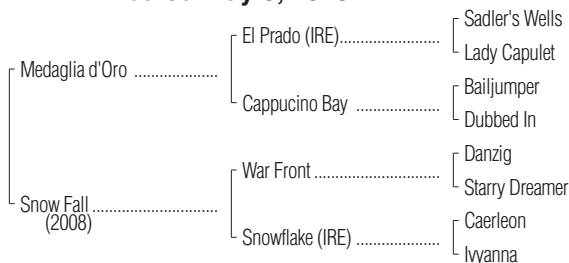 Sadler's Wells
El Prado (IRE)
Lady Capulet
Medaglia d'Oro
Bailjumper
Cappucino Bay
Dubbed In
Danzig
War Front
Starry Dreamer
Snow Fall
(2008)
Caerleon
Snowflake (IRE)
Ivyanna